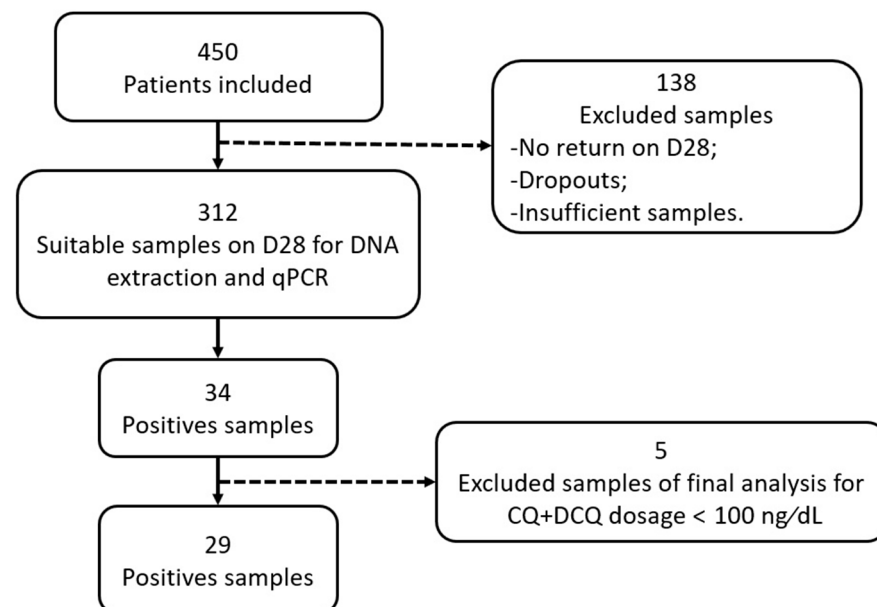 450
Patients included
138
Excluded samples
-No return on D28;
-Dropouts;
-Insufficient samples.
312
Suitable samples on D28 for DNA
extraction and qPCR
34
Positives samples
5
Excluded samples of final analysis for
CQ+DCQ dosage < 100 ng/dL
29
Positives samples